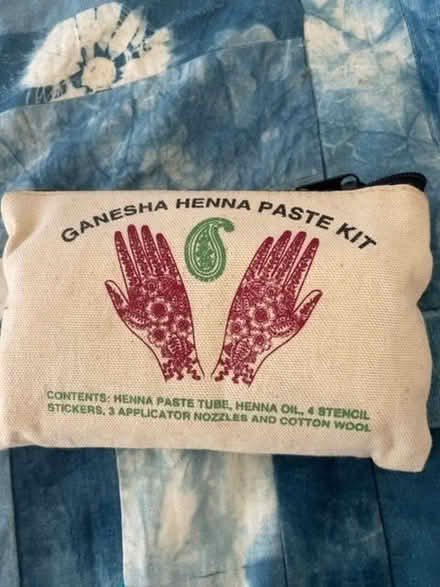 GANESHA HENNA PASTE KIT
CONTENTS: HENNA PASTE TUBE, HENNA OIL, 4 STENCIL
STICKERS, 3 APPLICATOR NOZZLES AND COTTON WOOL